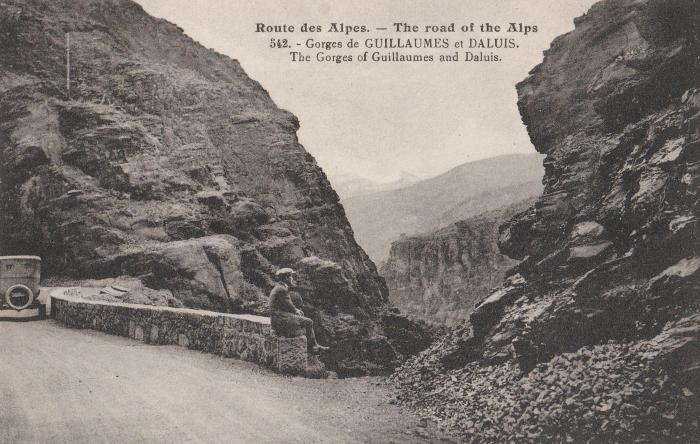 Route des Alpes. — The road of the Alps
542. - Gorges de GUILLAUMES et DALUIS.
The Gorges of Guillaumes and Daluis.